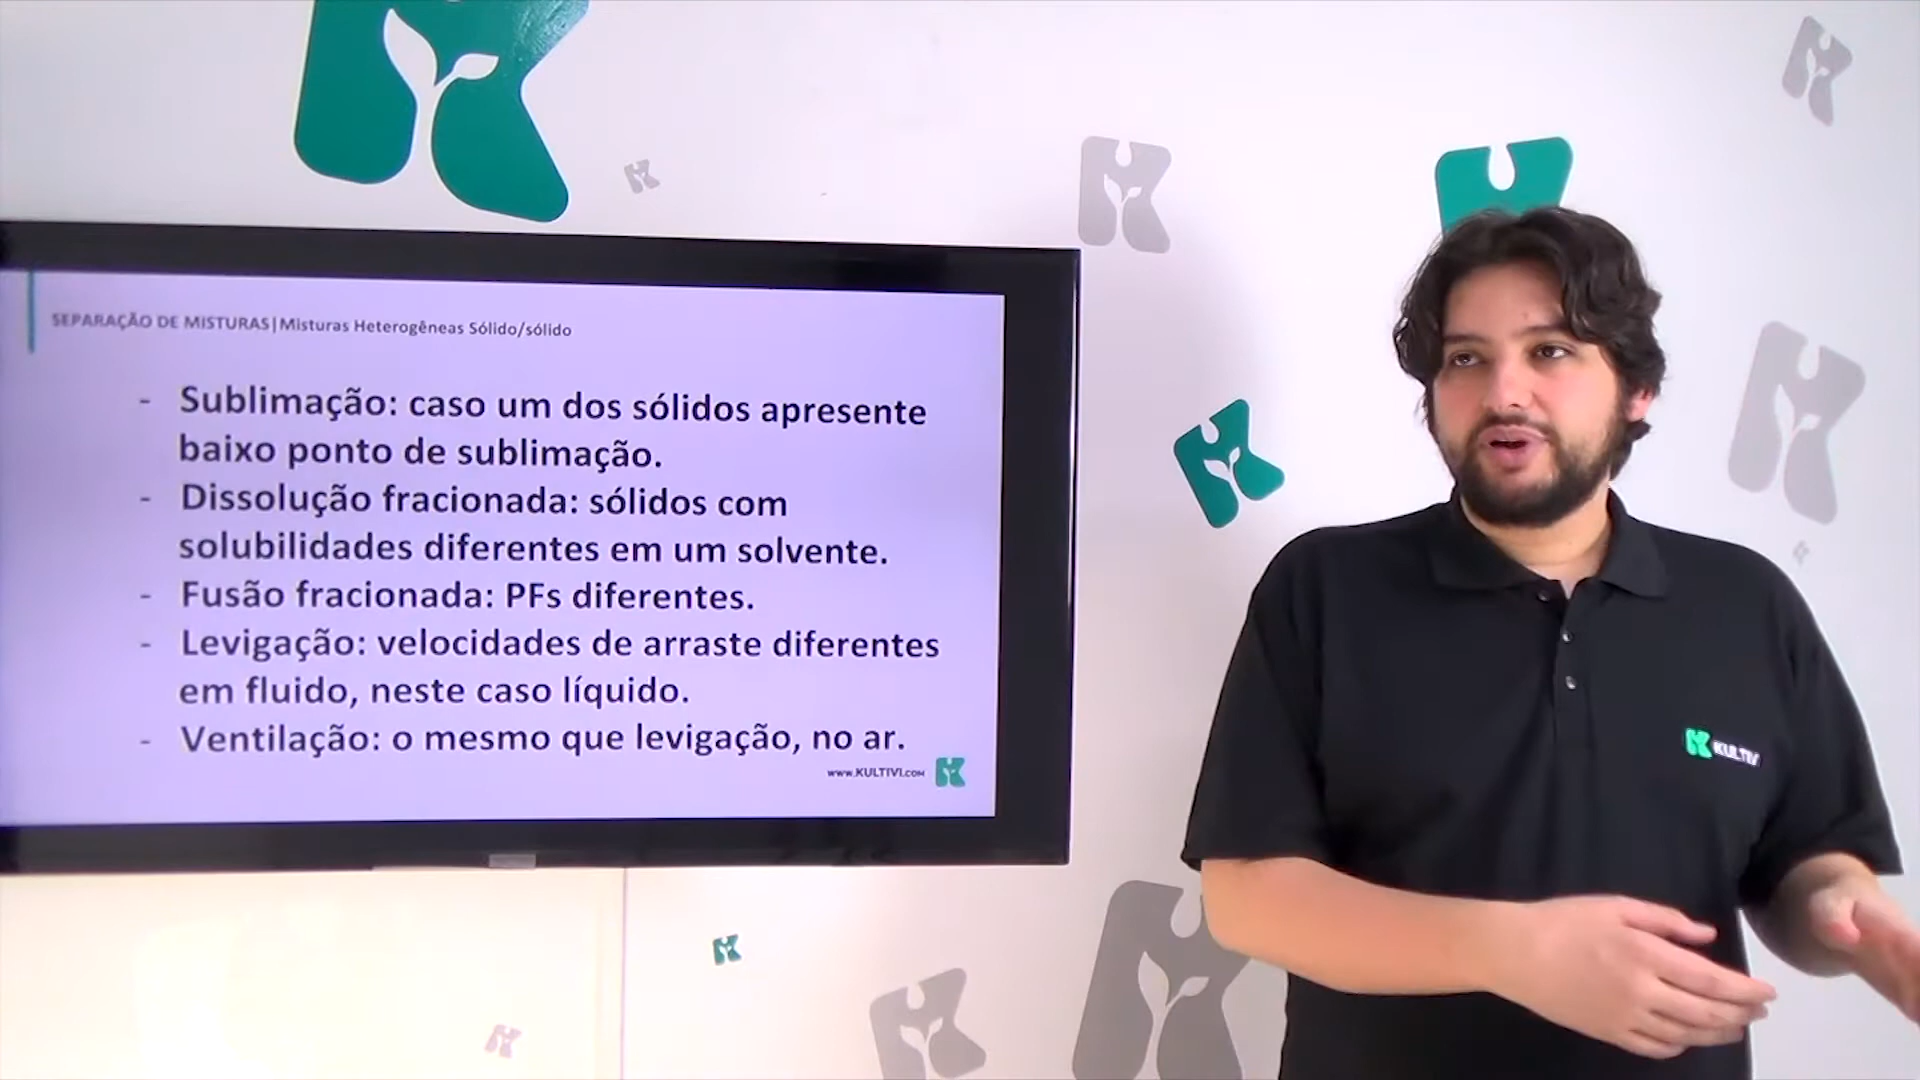 SEPARAÇÃO DE MISTURAS|Misturas Heterogêneas Sólido/sólido
- Sublimação: caso um dos sólidos apresente
baixo ponto de sublimação.
- Dissolução fracionada: sólidos com
solubilidades diferentes em um solvente.
- Fusão fracionada: PFs diferentes.
- Levigação: velocidades de arraste diferentes
em fluido, neste caso líquido.
- Ventilação: o mesmo que levigação, no ar.
www.KULTIVI.COM
KULTIVI